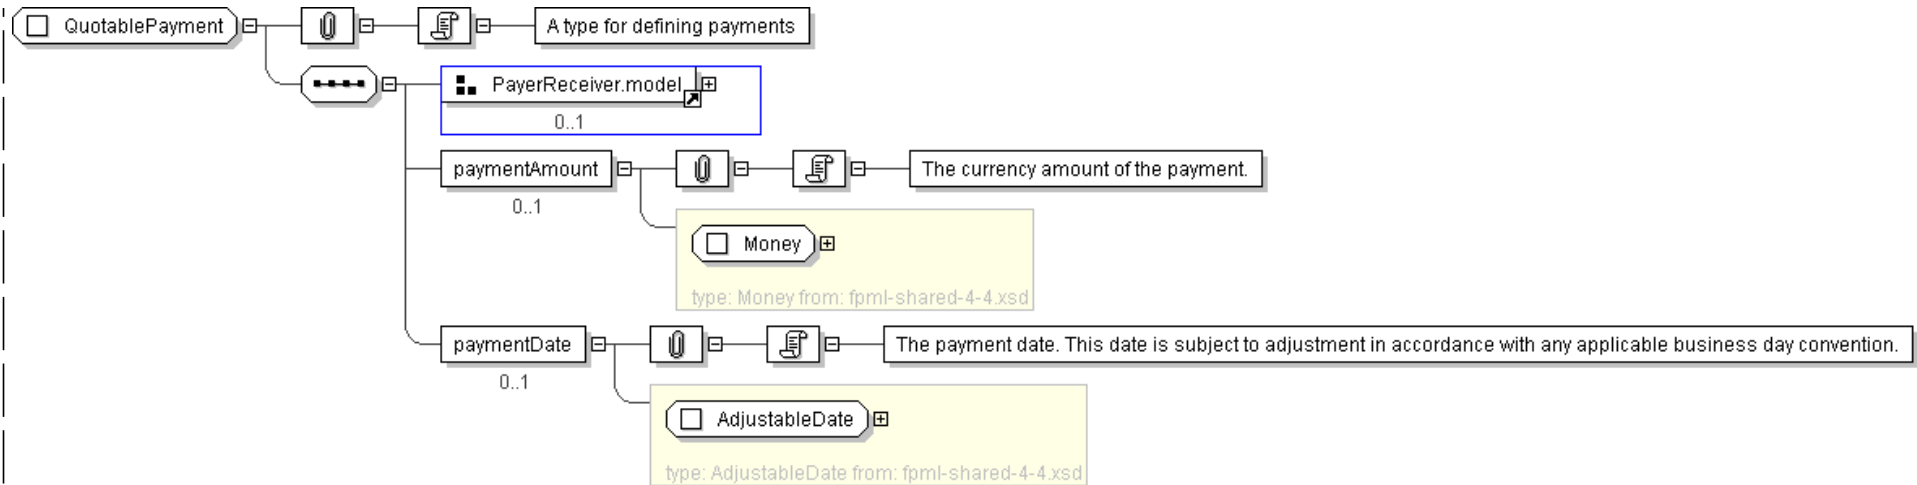 QuotablePayment
A type for defining payments
PayerReceiver.model
0..1
paymentAmount
The currency amount of the payment.
0..1
Money
type: Money from: fpml-shared-4-4.xsd
paymentDate
The payment date. This date is subject to adjustment in accordance with any applicable business day convention.
0..1
AdjustableDate
type: AdjustableDate from: fpml-shared-4-4.xsd